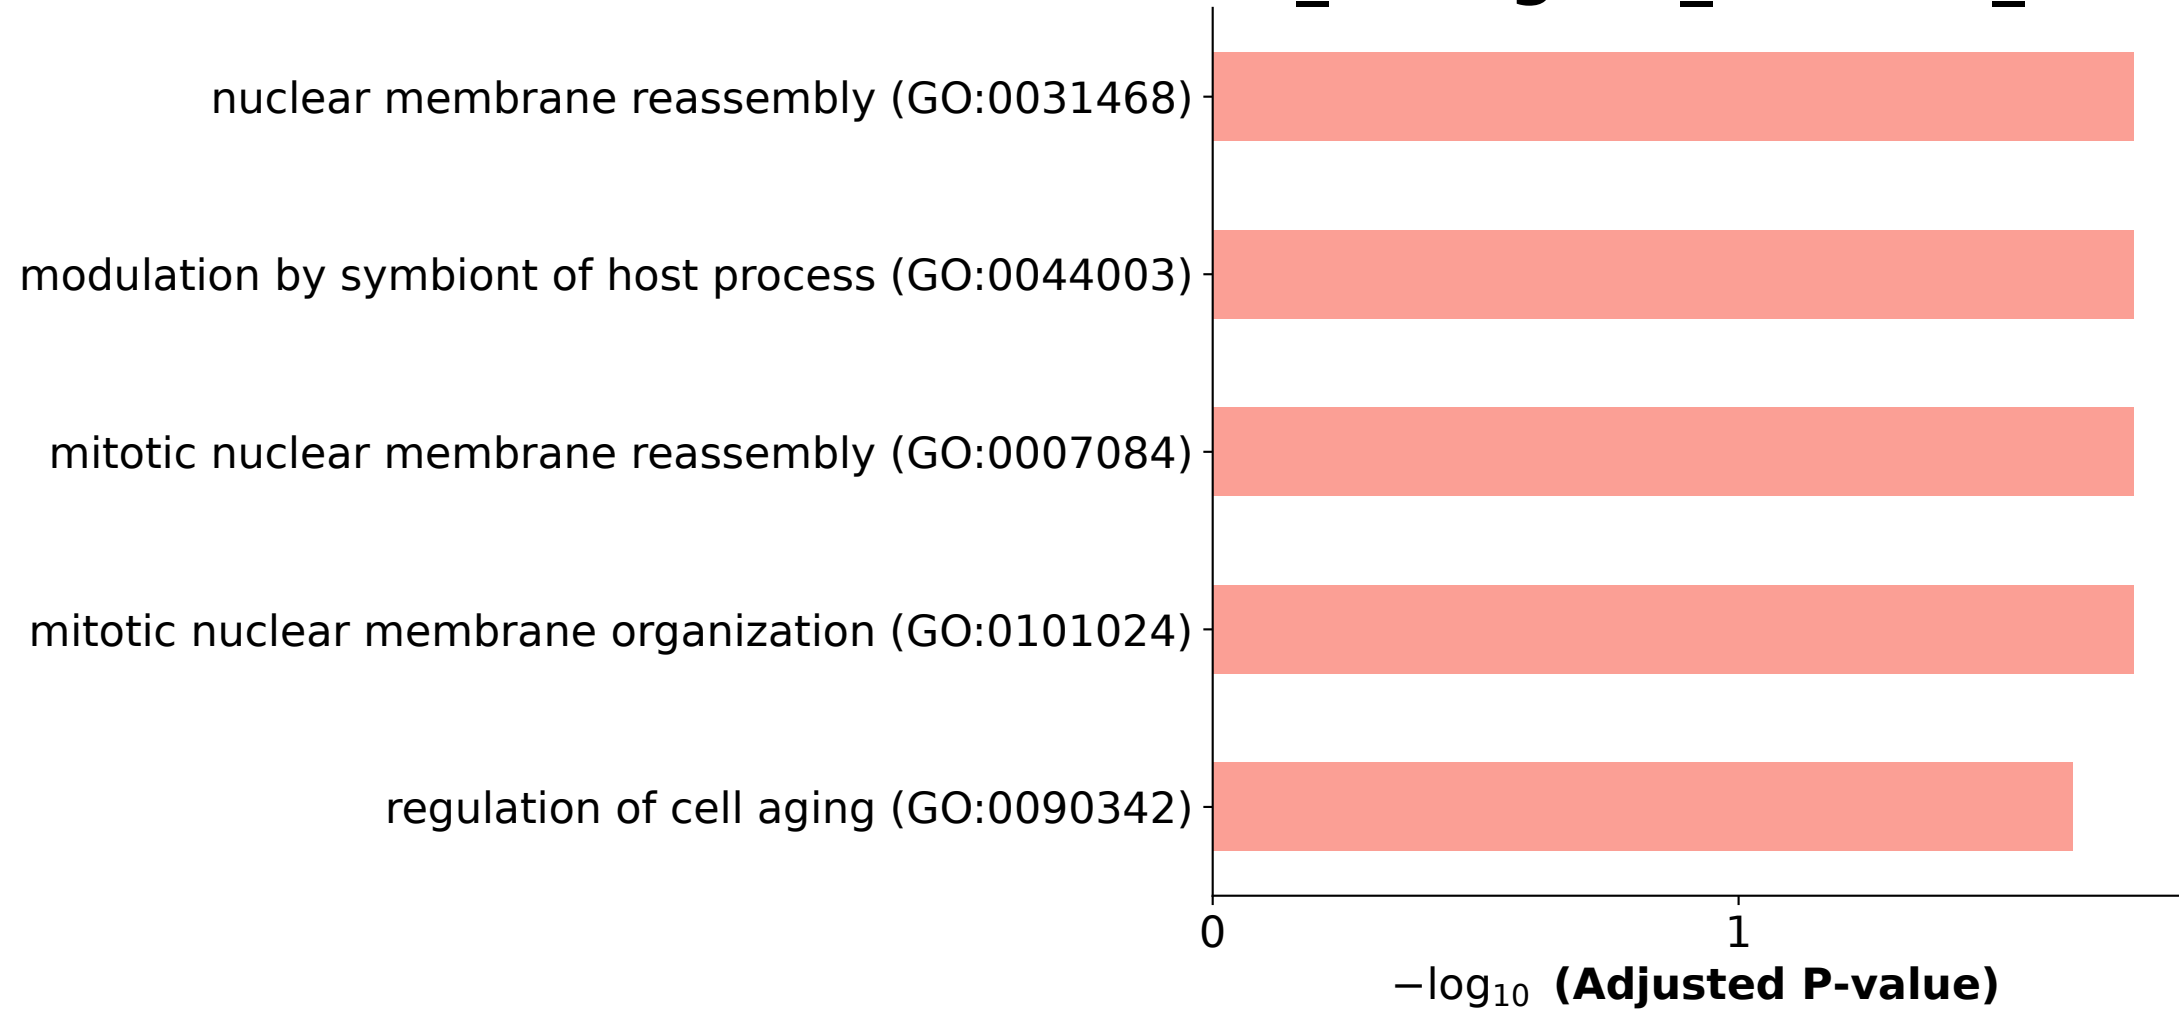 nuclear membrane reassembly (GO:0031468)
modulation by symbiont of host process (GO:0044003)
mitotic nuclear membrane reassembly (GO:0007084)
mitotic nuclear membrane organization (GO:0101024)
regulation of cell aging (GO:0090342)
0 1
−log₁₀ (Adjusted P-value)